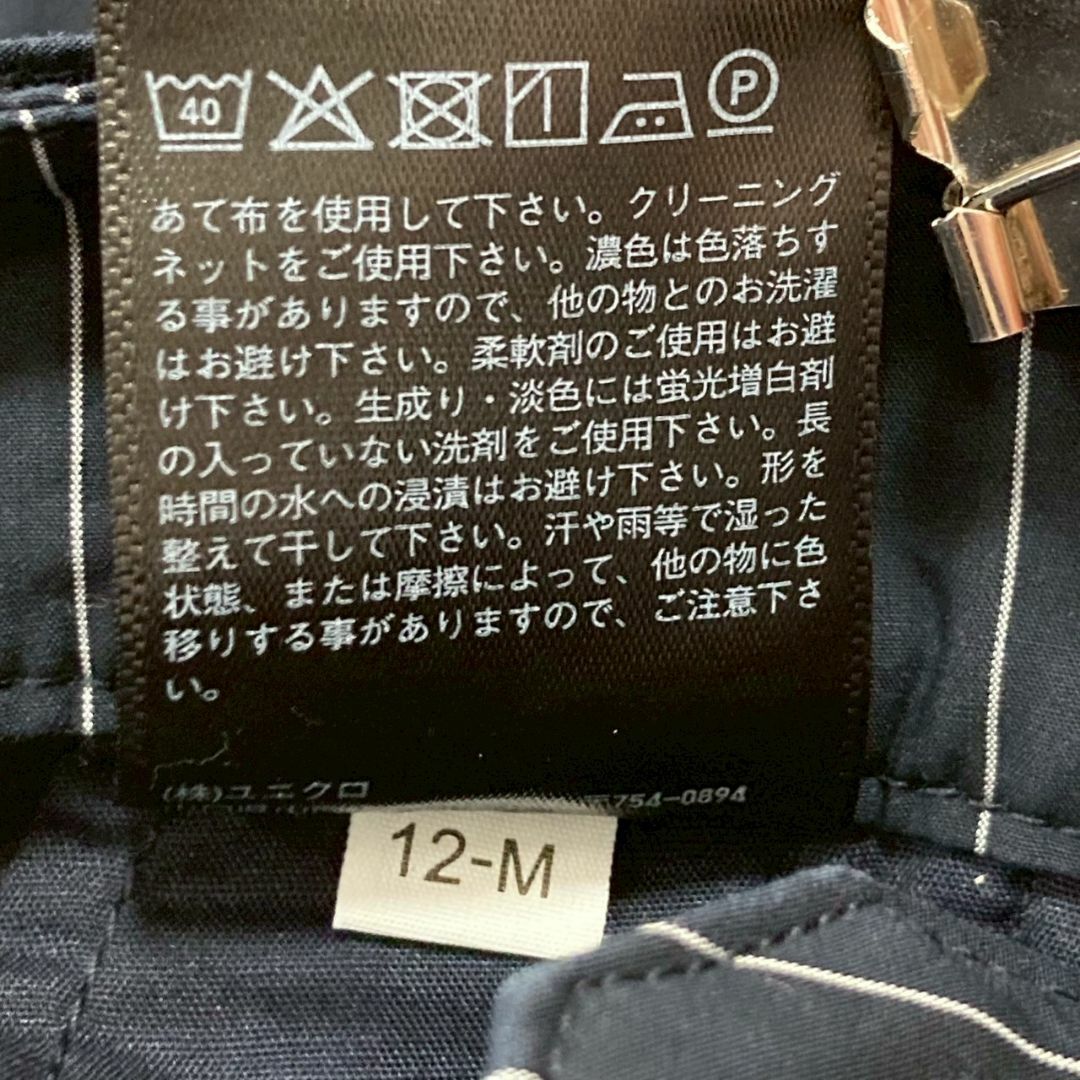 40
P
あて布を使用して下さい。クリーニング
ネットをご使用下さい。濃色は色落ちす
る事がありますので、他の物とのお洗濯
はお避け下さい。柔軟剤のご使用はお避
け下さい。生成り・淡色には蛍光増白剤
の入っていない洗剤をご使用下さい。長
時間の水への浸漬はお避け下さい。形を
整えて干して下さい。汗や雨等で湿った
状態、または摩擦によって、他の物に色
移りする事がありますので、ご注意下さ
い。
(株)ユニクロ
754-0894
12-M